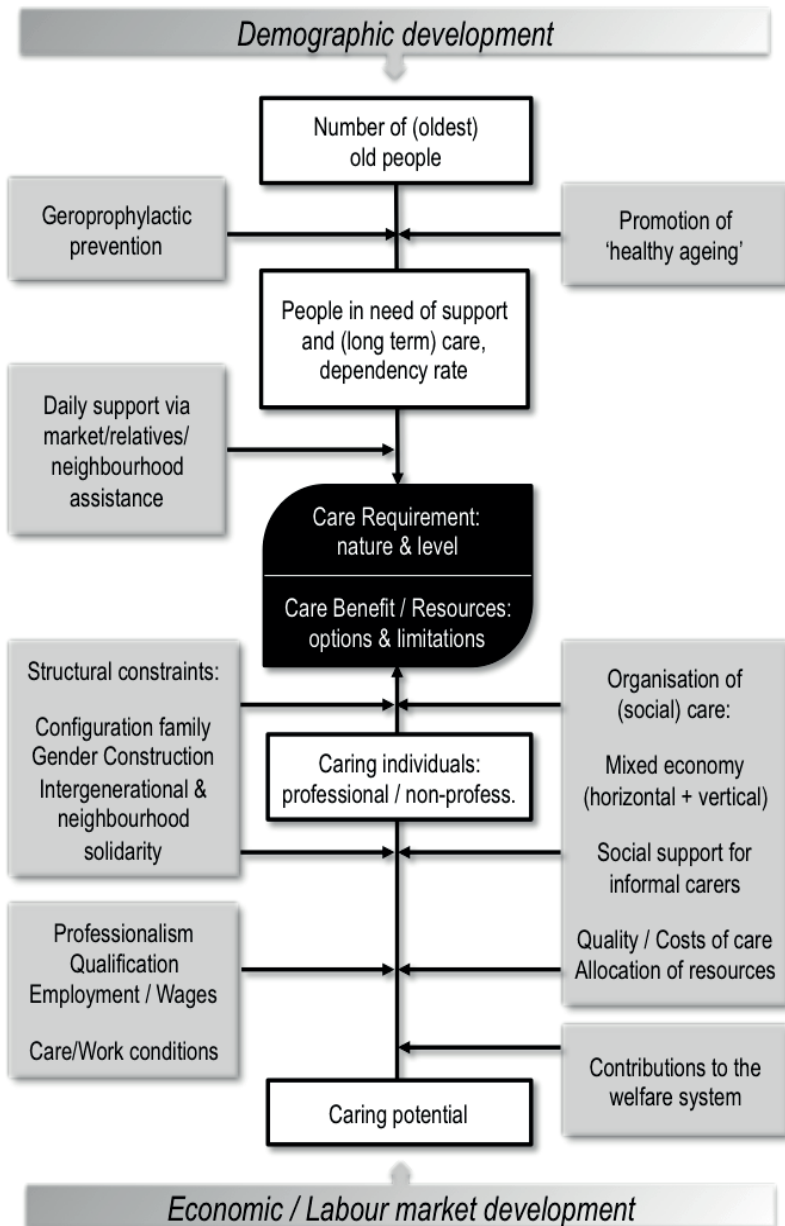 Demographic development
Number of (oldest)
old people
Geroprophylactic
prevention
Promotion of
‘healthy ageing’
People in need of support
and (long term) care,
dependency rate
Daily support via
market/relatives/
neighbourhood
assistance
Care Requirement:
nature & level
Care Benefit / Resources:
options & limitations
Structural constraints:
Configuration family
Gender Construction
Intergenerational &
neighbourhood
solidarity
Organisation of
(social) care:
Mixed economy
(horizontal + vertical)
Social support for
informal carers
Quality / Costs of care
Allocation of resources
Caring individuals:
professional / non-profess.
Professionalism
Qualification
Employment / Wages
Care/Work conditions
Contributions to the
welfare system
Caring potential
Economic / Labour market development